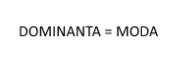 DOMINANTA = MODA